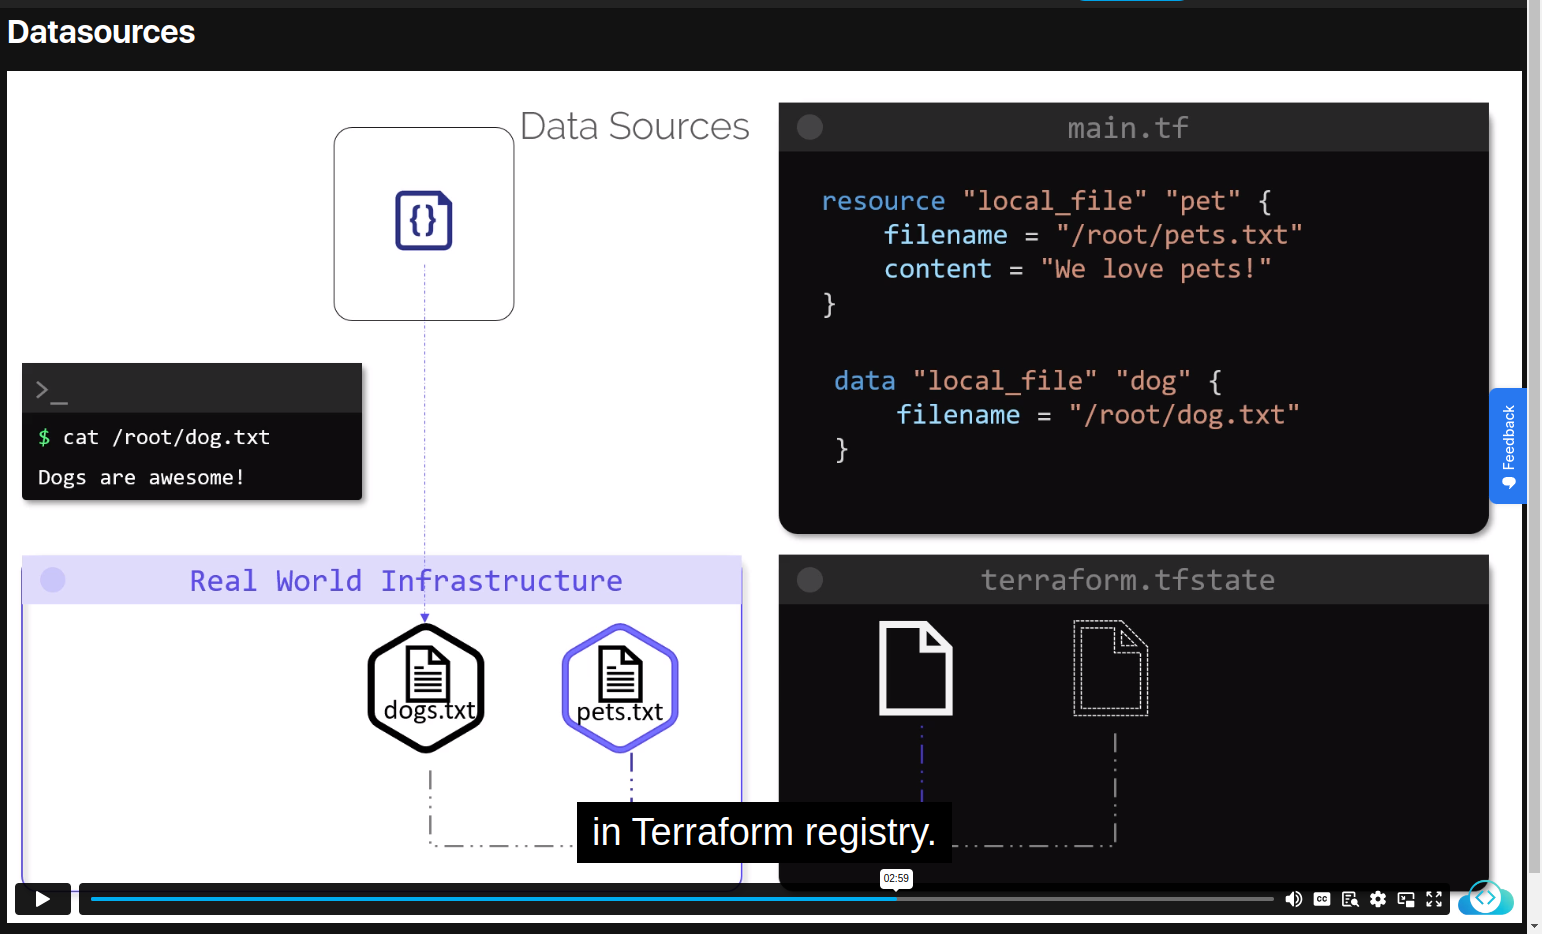 Datasources
Data Sources
{}
main.tf
resource "local_file" "pet" {
filename = "/root/pets.txt"
content = "We love pets!"
}
data "local_file" "dog" {
filename = "/root/dog.txt"
}
>_
$ cat /root/dog.txt
Dogs are awesome!
Feedback
Real World Infrastructure
dogs.txt
pets.txt
terraform.tfstate
in Terraform registry.
02:59
CC